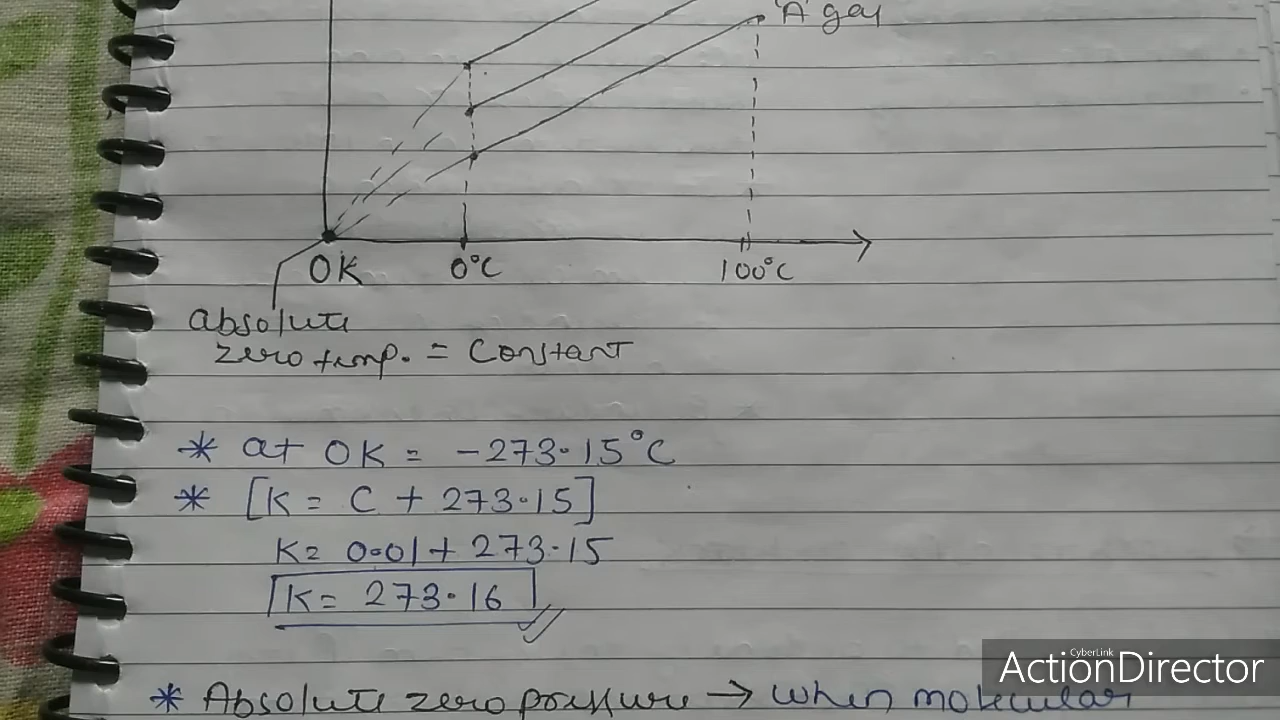 'A' gas
0K 0°C 100°C
absolute
zero temp. = Constant
* at 0K = -273.15°C
* [K = C + 273.15]
K = 0.01 + 273.15
K = 273.16
CyberLink
ActionDirector
* Absolute zero pressure → when molecular